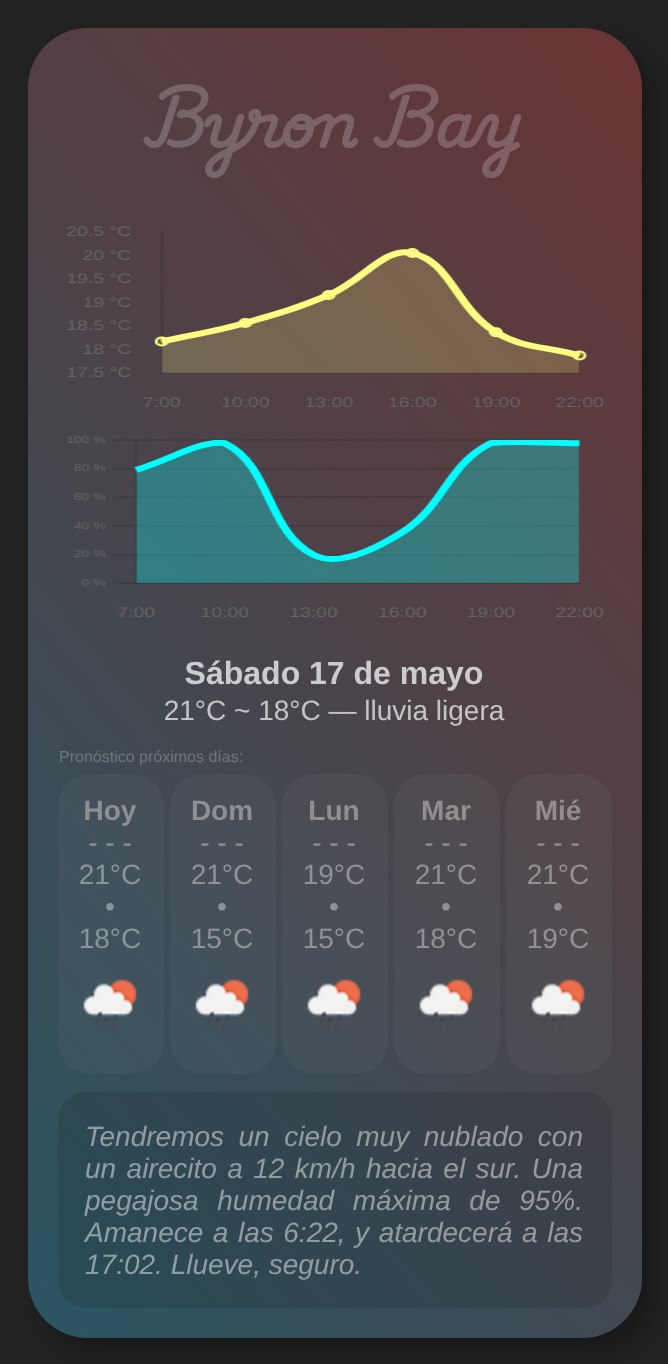 Byron Bay
20.5 °C
20 °C
19.5 °C
19 °C
18.5 °C
18 °C
17.5 °C
7:00 10:00 13:00 16:00 19:00 22:00
100 %
80 %
60 %
40 %
20 %
0 %
7:00 10:00 13:00 16:00 19:00 22:00
Sábado 17 de mayo
21°C ~ 18°C — lluvia ligera
Pronóstico próximos días:
Hoy Dom Lun Mar Mié
- - - - - - - - - - - - - - -
21°C 21°C 19°C 21°C 21°C
• • • • •
18°C 15°C 15°C 18°C 19°C
Tendremos un cielo muy nublado con
un airecito a 12 km/h hacia el sur. Una
pegajosa humedad máxima de 95%.
Amanece a las 6:22, y atardecerá a las
17:02. Llueve, seguro.